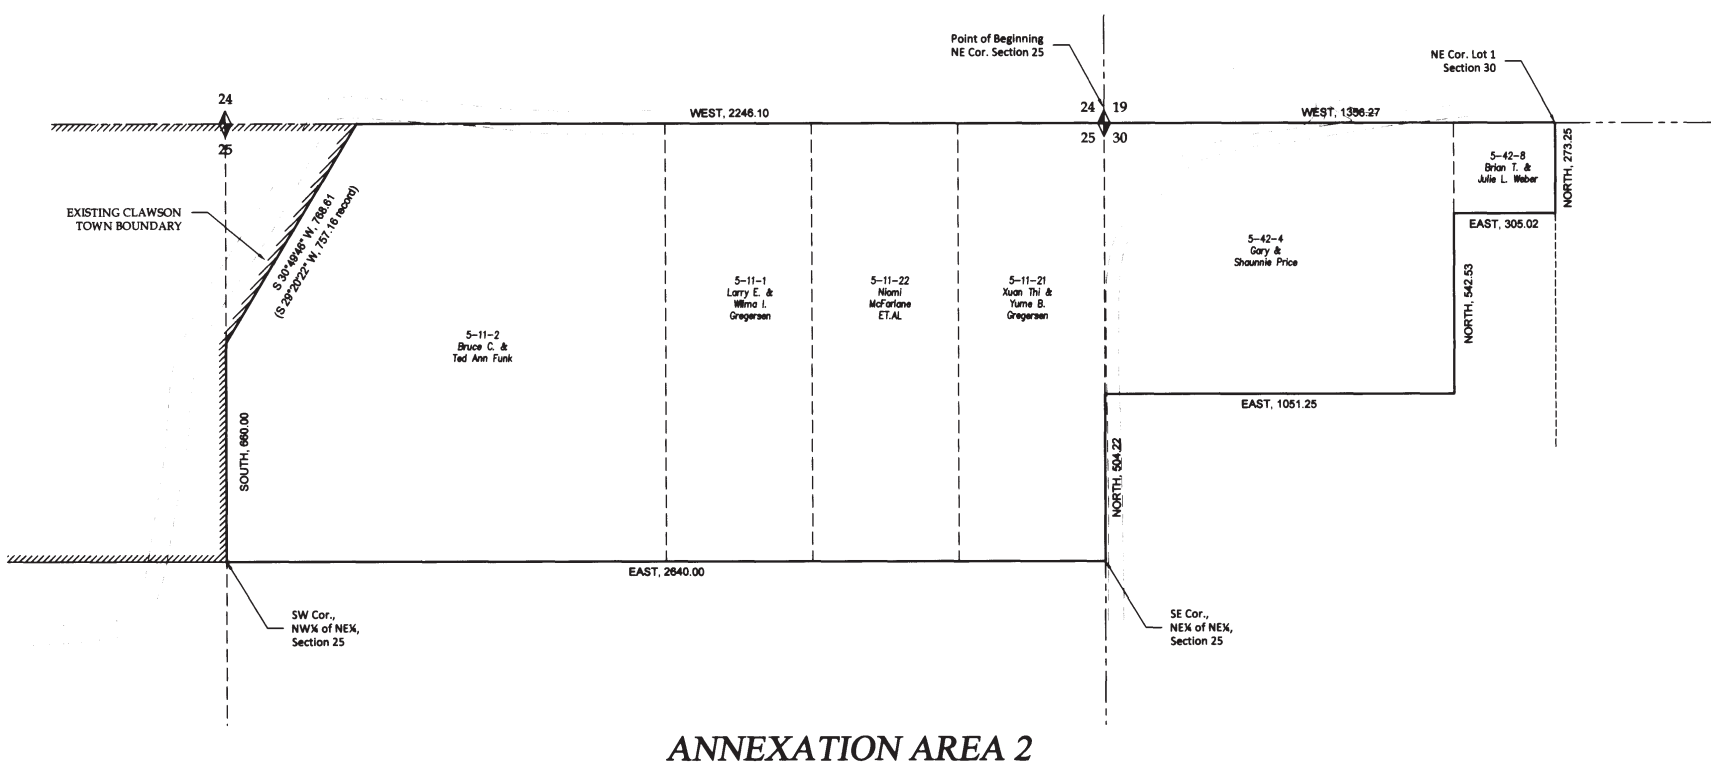 Point of Beginning
NE Cor. Section 25
NE Cor. Lot 1
Section 30
24
24 19
WEST, 2246.10
WEST, 1356.27
25
25 30
5-42-8
Brian T. &
Julie L. Weber
NORTH, 273.25
EXISTING CLAWSON
TOWN BOUNDARY
S 30°49'46" W, 768.61
(S 29°20'22" W, 757.16 record)
EAST, 305.02
5-42-4
Gary &
Shaunnie Price
5-11-1
Larry E. &
Wilma I.
Gregersen
5-11-22
Niomi
McFarlane
ET.AL
5-11-21
Xuan Thi &
Yume B.
Gregersen
NORTH, 542.53
5-11-2
Bruce C. &
Ted Ann Funk
EAST, 1051.25
SOUTH, 660.00
NORTH, 504.22
EAST, 2640.00
SW Cor.,
NW¼ of NE¼,
Section 25
SE Cor.,
NE¼ of NE¼,
Section 25
ANNEXATION AREA 2